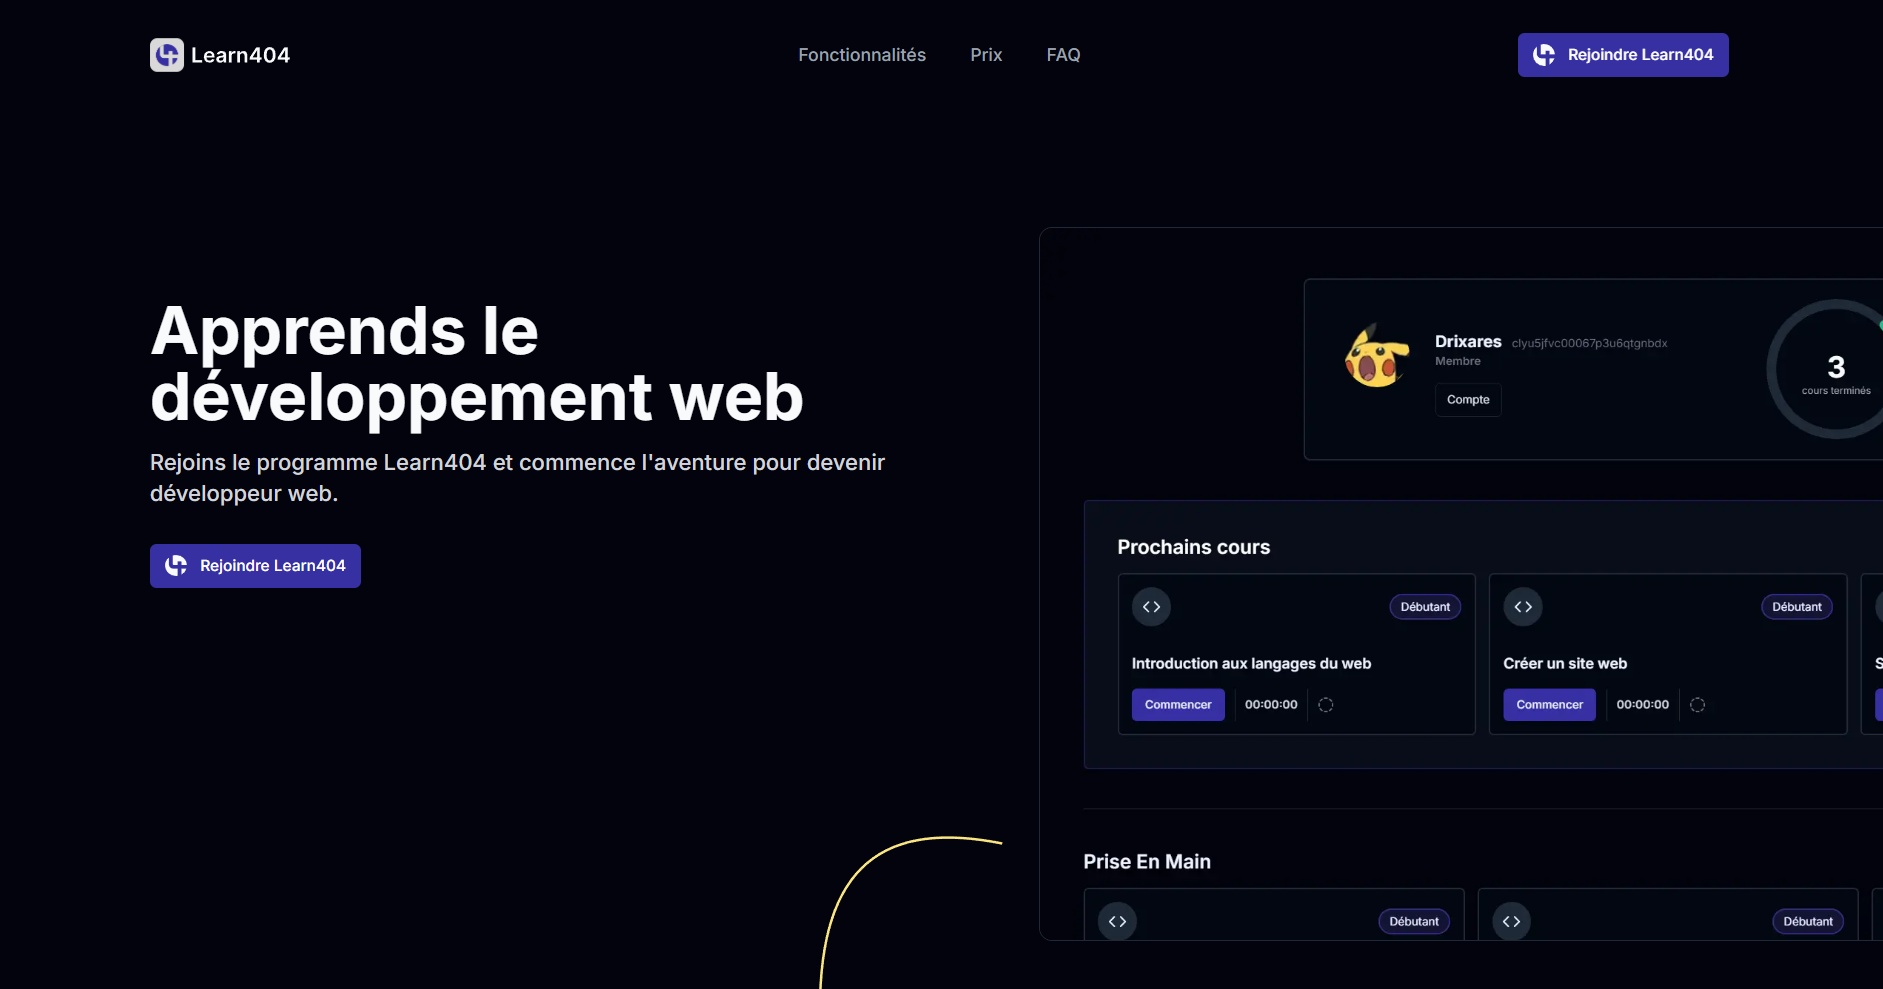 Learn404
Fonctionnalités
Prix
FAQ
Rejoindre Learn404
Apprends le
développement web
Rejoins le programme Learn404 et commence l'aventure pour devenir
développeur web.
Rejoindre Learn404
Drixares clyu5jfvc00067p3u6qtgnbdx
Membre
Compte
3
cours terminés
Prochains cours
Débutant
Introduction aux langages du web
Commencer 00:00:00
Débutant
Créer un site web
Commencer 00:00:00
Prise En Main
Débutant
Débutant